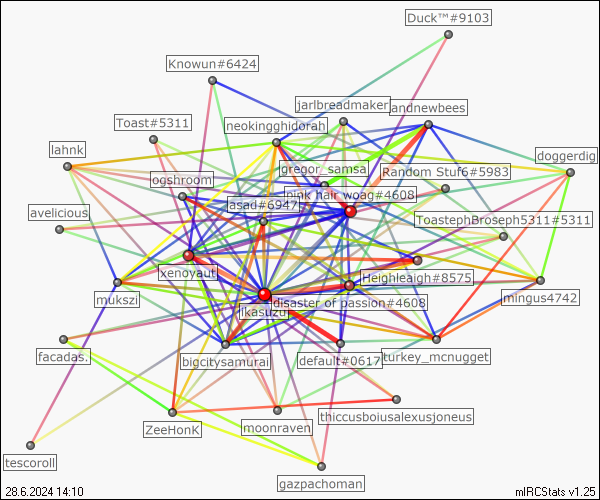 Duck™#9103
Knowun#6424
jarlbreadmaker
andnewbees
Toast#5311
neokingghidorah
lahnk
doggerdig
gregor_samsa
Random Stuf6#5983
ogshroom
pink hair woag#4608
asad#6947
avelicious
ToastephBroseph5311#5311
xenoyaut
Heighleaigh#8575
mukszi
mingus4742
disaster of passion#4608
ikasuzu
facadas.
bigcitysamurai
default#0617
turkey_mcnugget
thiccusboiusalexusjoneus
ZeeHonK
moonraven
tescoroll
gazpachoman
28.6.2024 14:10
mIRCStats v1.25